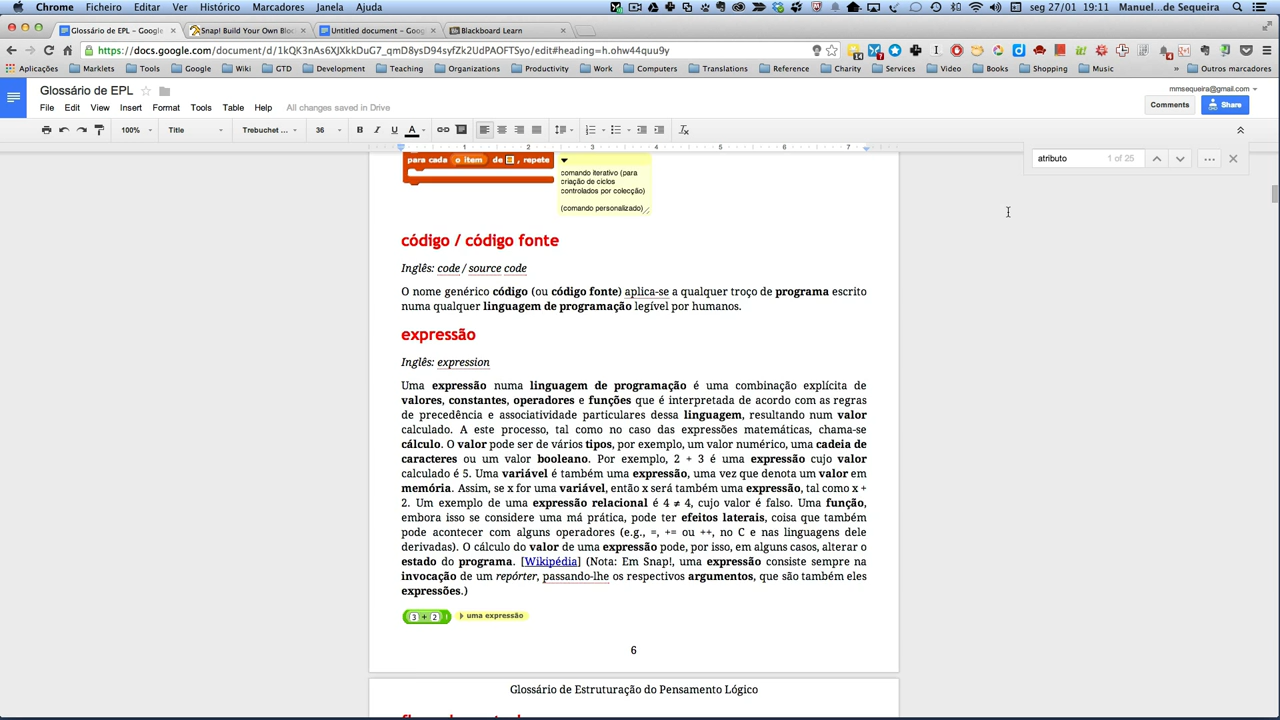 Chrome Ficheiro Editar Ver Histórico Marcadores Janela Ajuda seg 27/01 19:11 Manuel...de Sequeira
Glossário de EPL – Google Snap! Build Your Own Bloc Untitled document – Google Blackboard Learn
https://docs.google.com/document/d/1kQK3nAs6XJXkkDuG7_qmD8ysD94syfZk2UdPAOFTSyo/edit#heading=h.ohw44quu9y
Aplicações Marklets Tools Google Wiki GTD Development Teaching Organizations Productivity Work Computers Translations Reference Charity Services Video Books Shopping Music » Outros marcadores
Glossário de EPL
mmsequeira@gmail.com
File Edit View Insert Format Tools Table Help All changes saved in Drive
Comments Share
100% Title Trebuchet ... 36 B I U A
1 2 3 4 5 6 7
atributo 1 of 25
para cada o item de , repete
comando iterativo (para
criação de ciclos
controlados por colecção)
(comando personalizado)
código / código fonte
Inglês: code / source code
O nome genérico código (ou código fonte) aplica-se a qualquer troço de programa escrito
numa qualquer linguagem de programação legível por humanos.
expressão
Inglês: expression
Uma expressão numa linguagem de programação é uma combinação explícita de
valores, constantes, operadores e funções que é interpretada de acordo com as regras
de precedência e associatividade particulares dessa linguagem, resultando num valor
calculado. A este processo, tal como no caso das expressões matemáticas, chama-se
cálculo. O valor pode ser de vários tipos, por exemplo, um valor numérico, uma cadeia de
caracteres ou um valor booleano. Por exemplo, 2 + 3 é uma expressão cujo valor
calculado é 5. Uma variável é também uma expressão, uma vez que denota um valor em
memória. Assim, se x for uma variável, então x será também uma expressão, tal como x +
2. Um exemplo de uma expressão relacional é 4 ≠ 4, cujo valor é falso. Uma função,
embora isso se considere uma má prática, pode ter efeitos laterais, coisa que também
pode acontecer com alguns operadores (e.g., =, += ou ++, no C e nas linguagens dele
derivadas). O cálculo do valor de uma expressão pode, por isso, em alguns casos, alterar o
estado do programa. [Wikipédia] (Nota: Em Snap!, uma expressão consiste sempre na
invocação de um repórter, passando-lhe os respectivos argumentos, que são também eles
expressões.)
3 + 2 uma expressão
6
Glossário de Estruturação do Pensamento Lógico